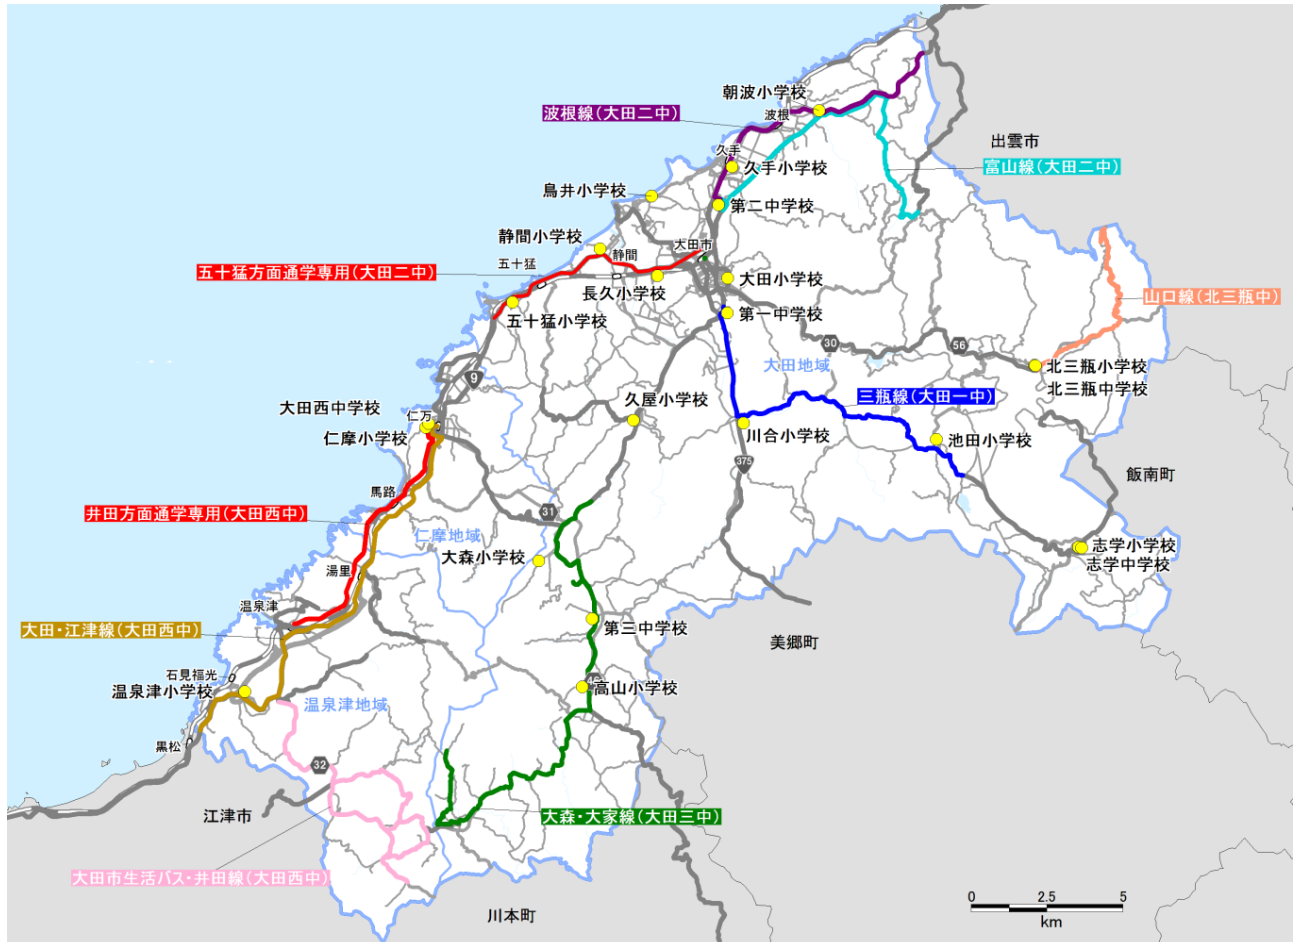 朝波小学校
波根線(大田二中)
波根
出雲市
久手
久手小学校
富山線(大田二中)
鳥井小学校
第二中学校
静間小学校
大田市
静間
五十猛
五十猛方面通学専用(大田二中)
大田小学校
長久小学校
山口線(北三瓶中)
第一中学校
五十猛小学校
30
56
大田地域
北三瓶小学校
9
北三瓶中学校
三瓶線(大田一中)
久屋小学校
大田西中学校
仁万
川合小学校
仁摩小学校
池田小学校
375
飯南町
馬路
井田方面通学専用(大田西中)
31
仁摩地域
志学小学校
大森小学校
志学中学校
湯里
温泉津
大田・江津線(大田西中)
第三中学校
美郷町
石見福光
温泉津小学校
高山小学校
温泉津地域
黒松
32
江津市
大森・大家線(大田三中)
大田市生活バス・井田線(大田西中)
川本町
0 2.5 5
km